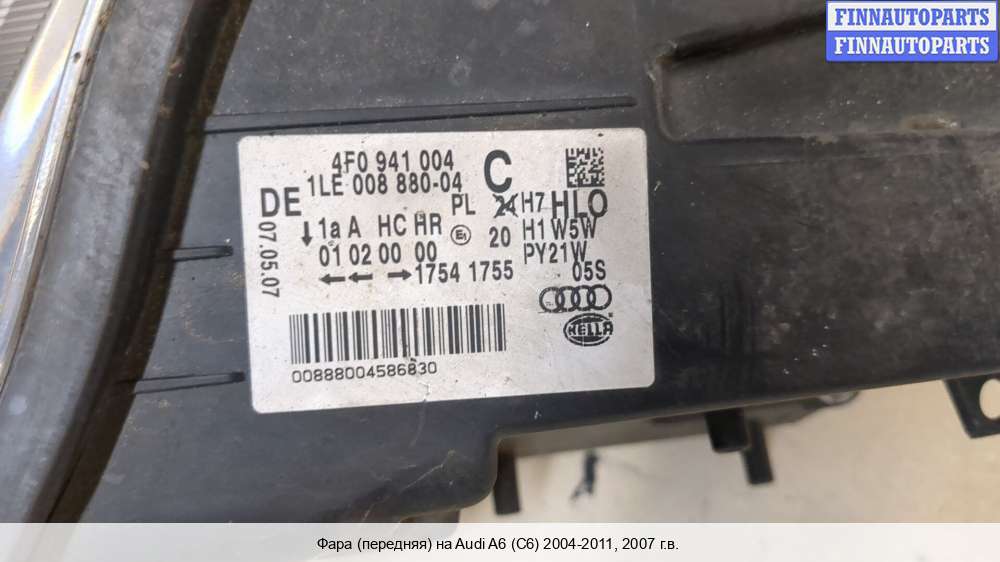 FINNAUTOPARTS
FINNAUTOPARTS
4F0 941 004 C
1LE 008 880-04
DE PL 24 H7 HLO
07.05.07
↓ 1a A HC HR E1 20 H1 W5W
01 02 00 00 PY21W
←← → 1754 1755 05S
00888004586830
HELLA
Фара (передняя) на Audi A6 (C6) 2004-2011, 2007 г.в.